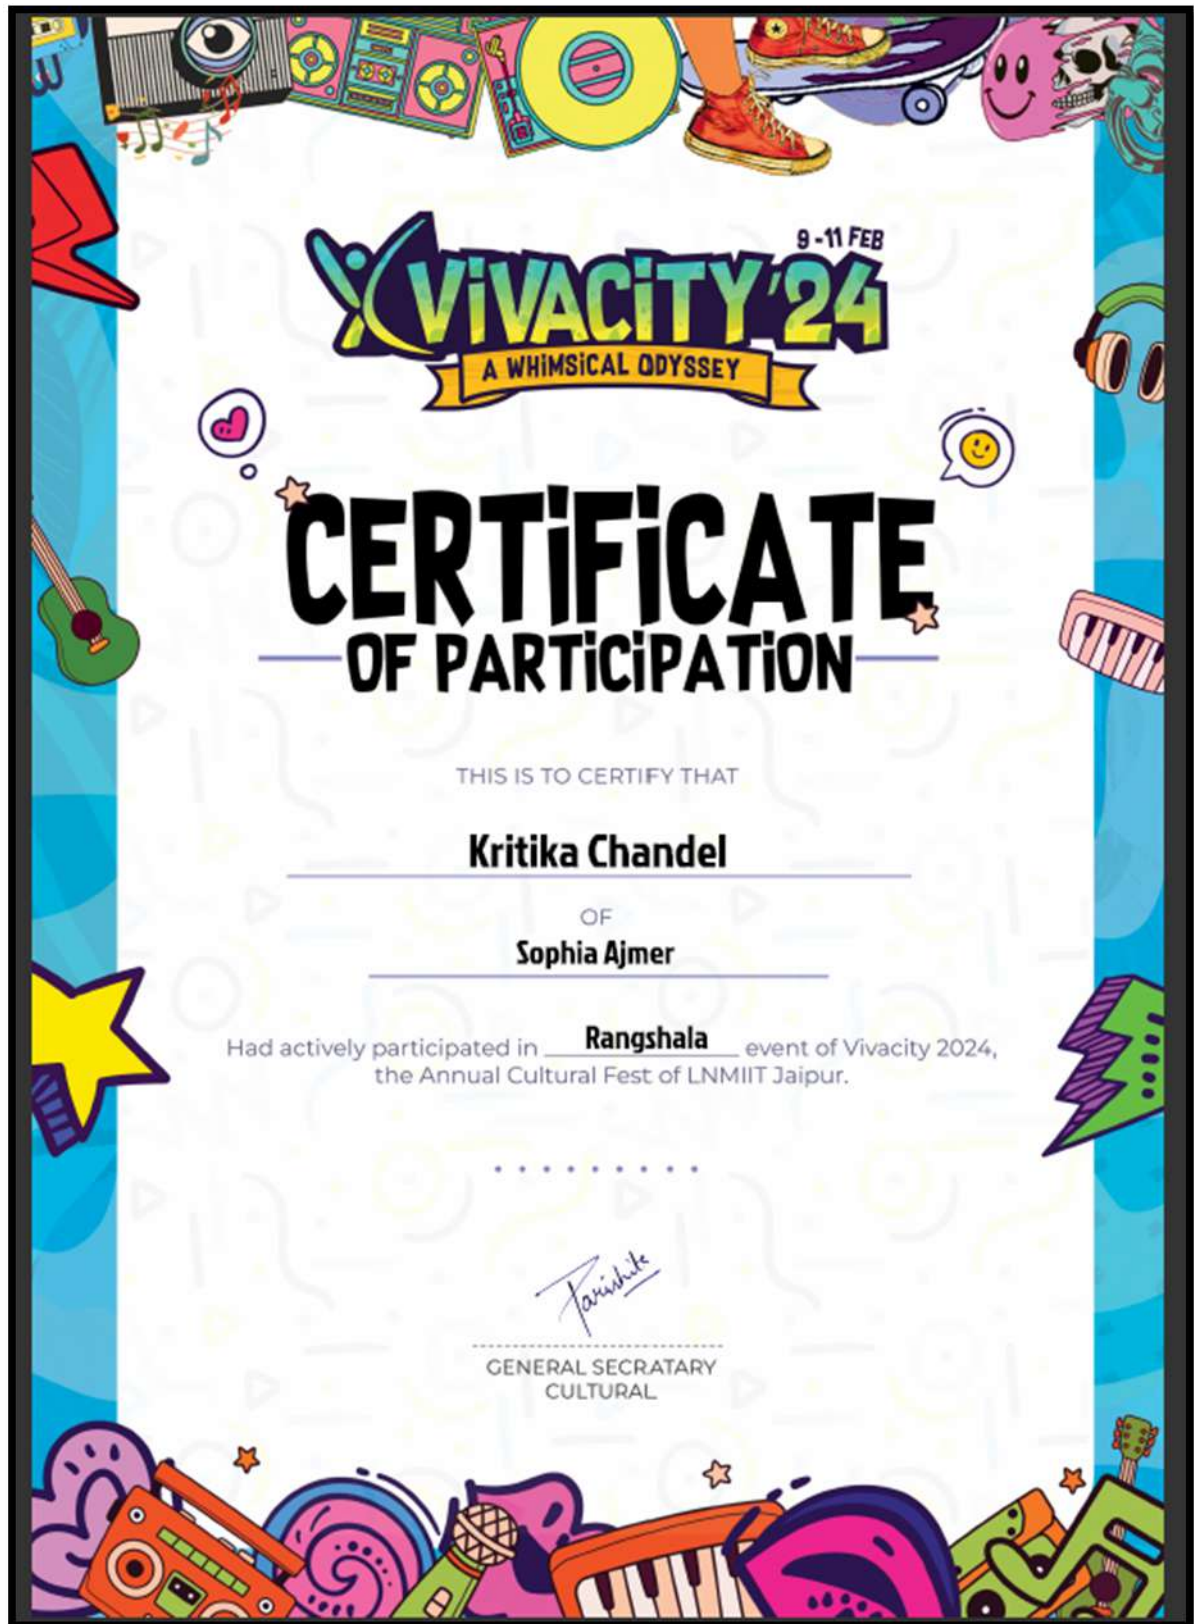 9 - 11 FEB
ViVACiTY '24
A WHiMSiCAL ODYSSEY
CERTiFiCATE
OF PARTiCiPATiON
THIS IS TO CERTIFY THAT
Kritika Chandel
OF
Sophia Ajmer
Had actively participated in Rangshala event of Vivacity 2024,
the Annual Cultural Fest of LNMIIT Jaipur.
Parishite
GENERAL SECRATARY
CULTURAL